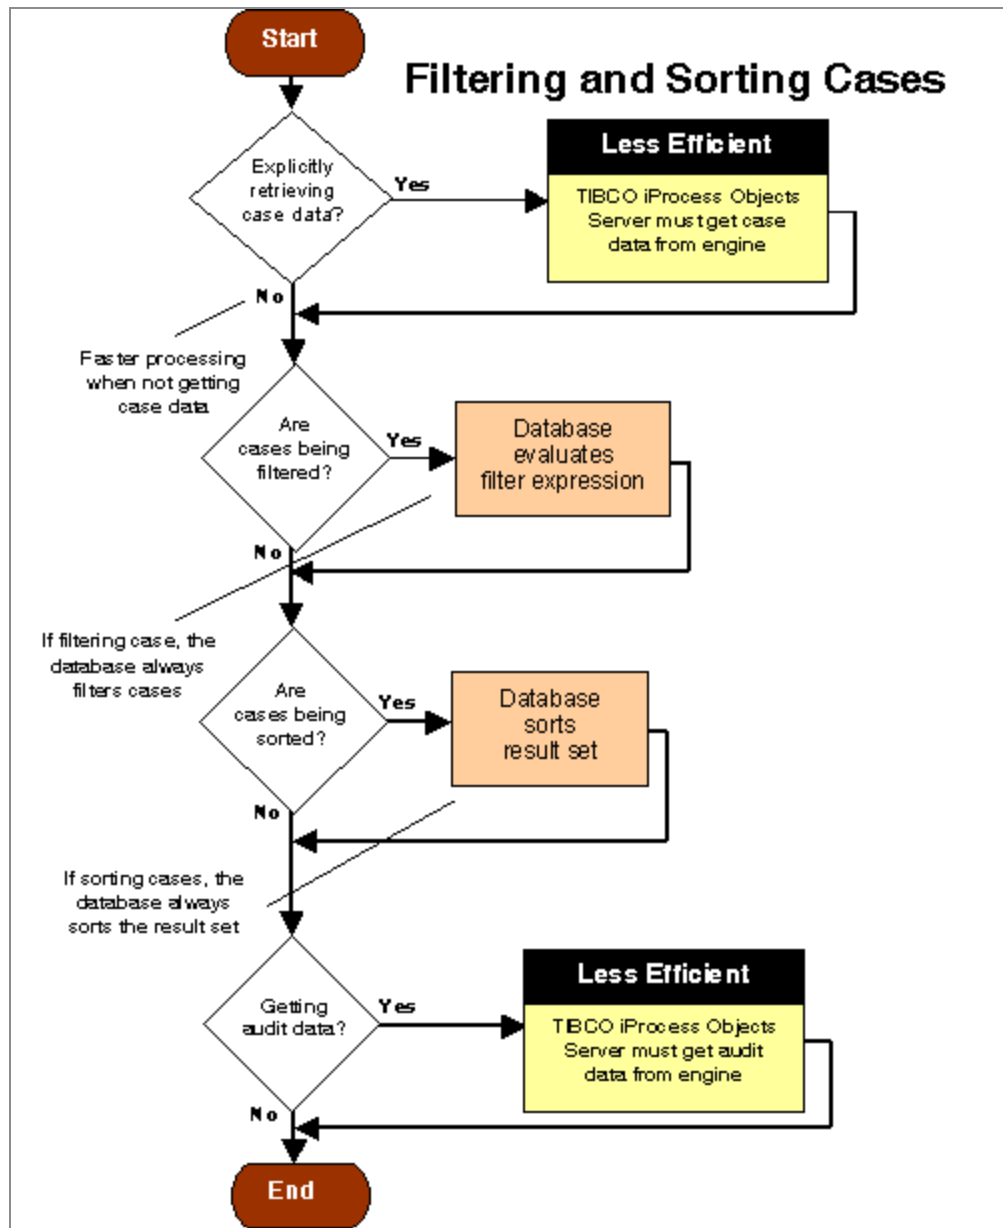 Start
Filtering and Sorting Cases
Explicitly
retrieving
case data?
Yes
Less Efficient
TIBCO iProcess Objects
Server must get case
data from engine
No
Faster processing
when not getting
case data
Are
cases being
filtered?
Yes
Database
evaluates
filter expression
No
If filtering case, the
database always
filters cases
Are
cases being
sorted?
Yes
Database
sorts
result set
No
If sorting cases, the
database always
sorts the result set
Getting
audit data?
Yes
Less Efficient
TIBCO iProcess Objects
Server must get audit
data from engine
No
End